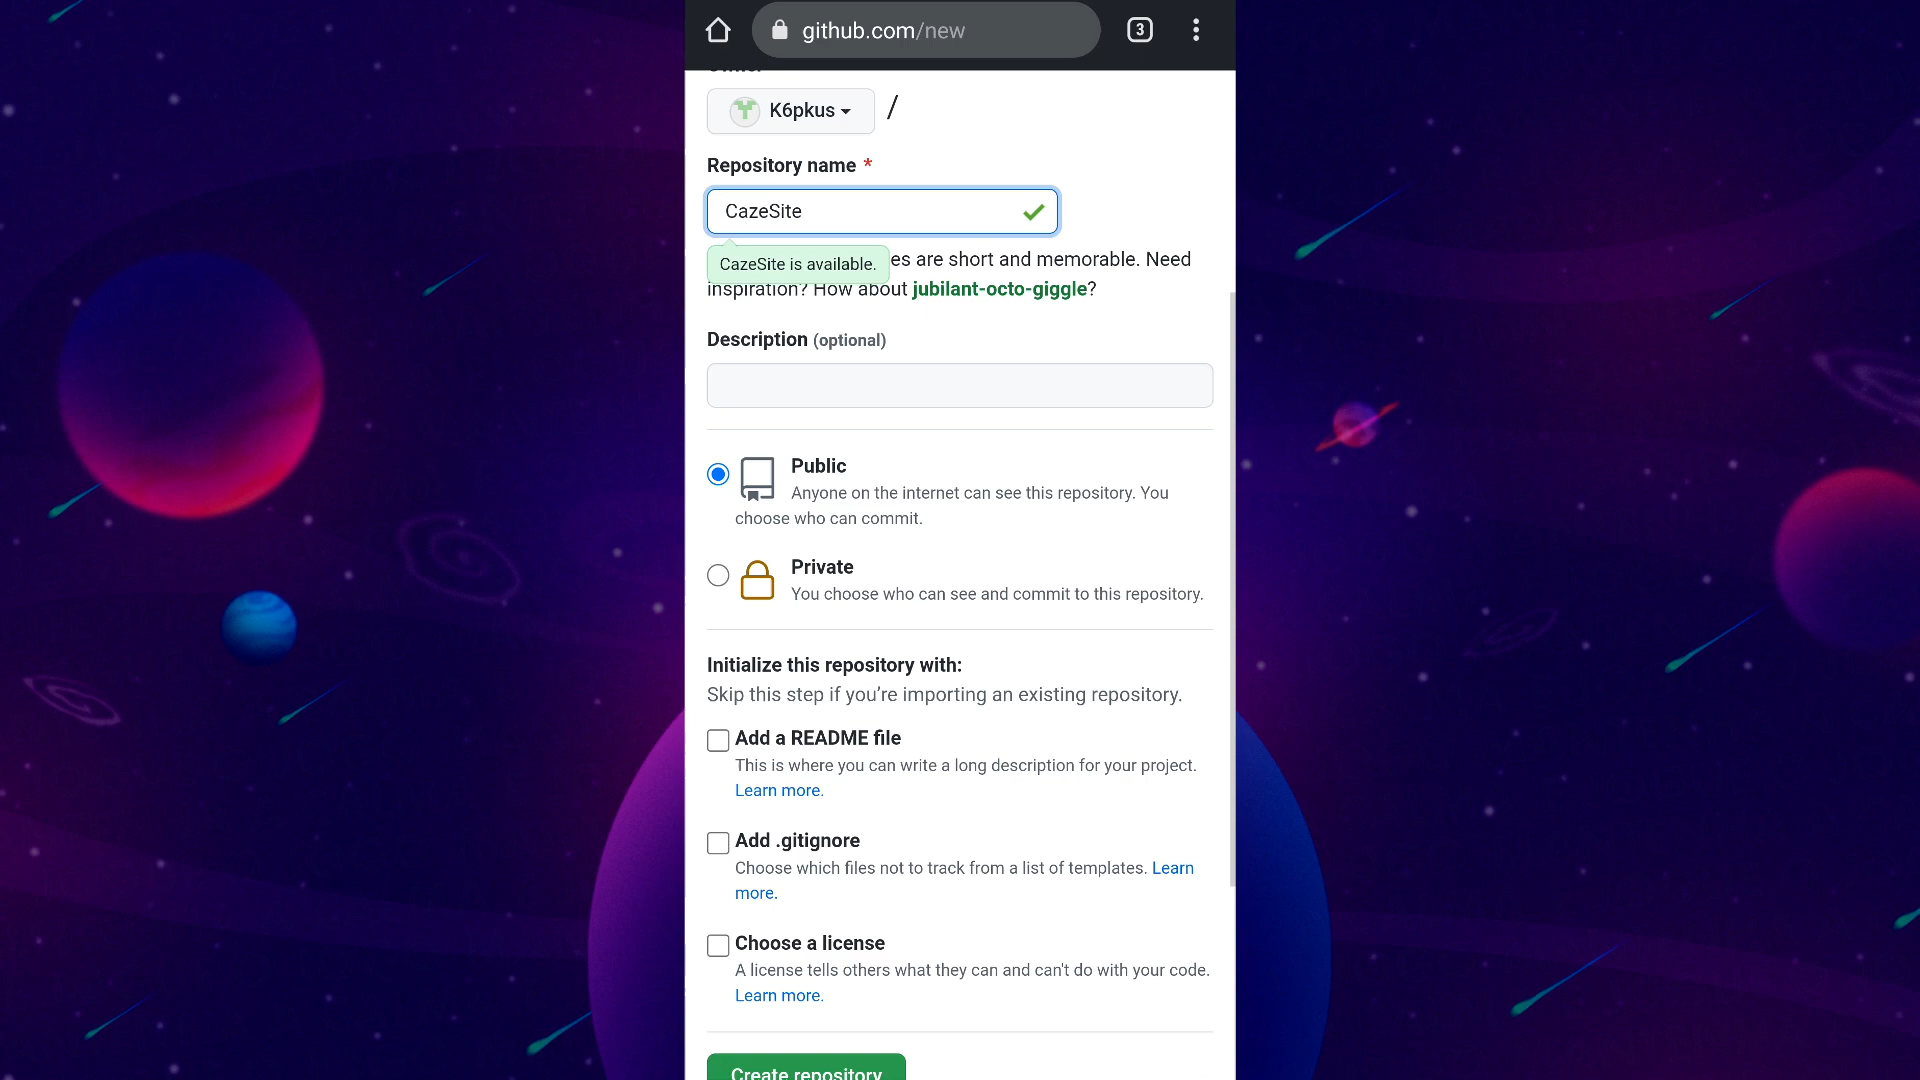 github.com/new
3
K6pkus
/
Repository name *
CazeSite
CazeSite is available.
es are short and memorable. Need
inspiration? How about jubilant-octo-giggle?
Description (optional)
Public
Anyone on the internet can see this repository. You
choose who can commit.
Private
You choose who can see and commit to this repository.
Initialize this repository with:
Skip this step if you’re importing an existing repository.
Add a README file
This is where you can write a long description for your project.
Learn more.
Add .gitignore
Choose which files not to track from a list of templates. Learn
more.
Choose a license
A license tells others what they can and can't do with your code.
Learn more.
Create repository